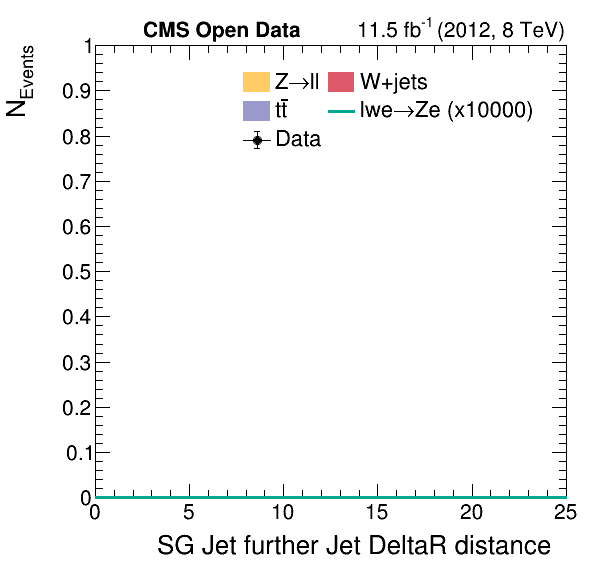 CMS Open Data 11.5 fb⁻¹ (2012, 8 TeV)
N_Events
Z→ll W+jets
tt̄ lwe→Ze (x10000)
Data
1
0.9
0.8
0.7
0.6
0.5
0.4
0.3
0.2
0.1
0
0 5 10 15 20 25
SG Jet further Jet DeltaR distance